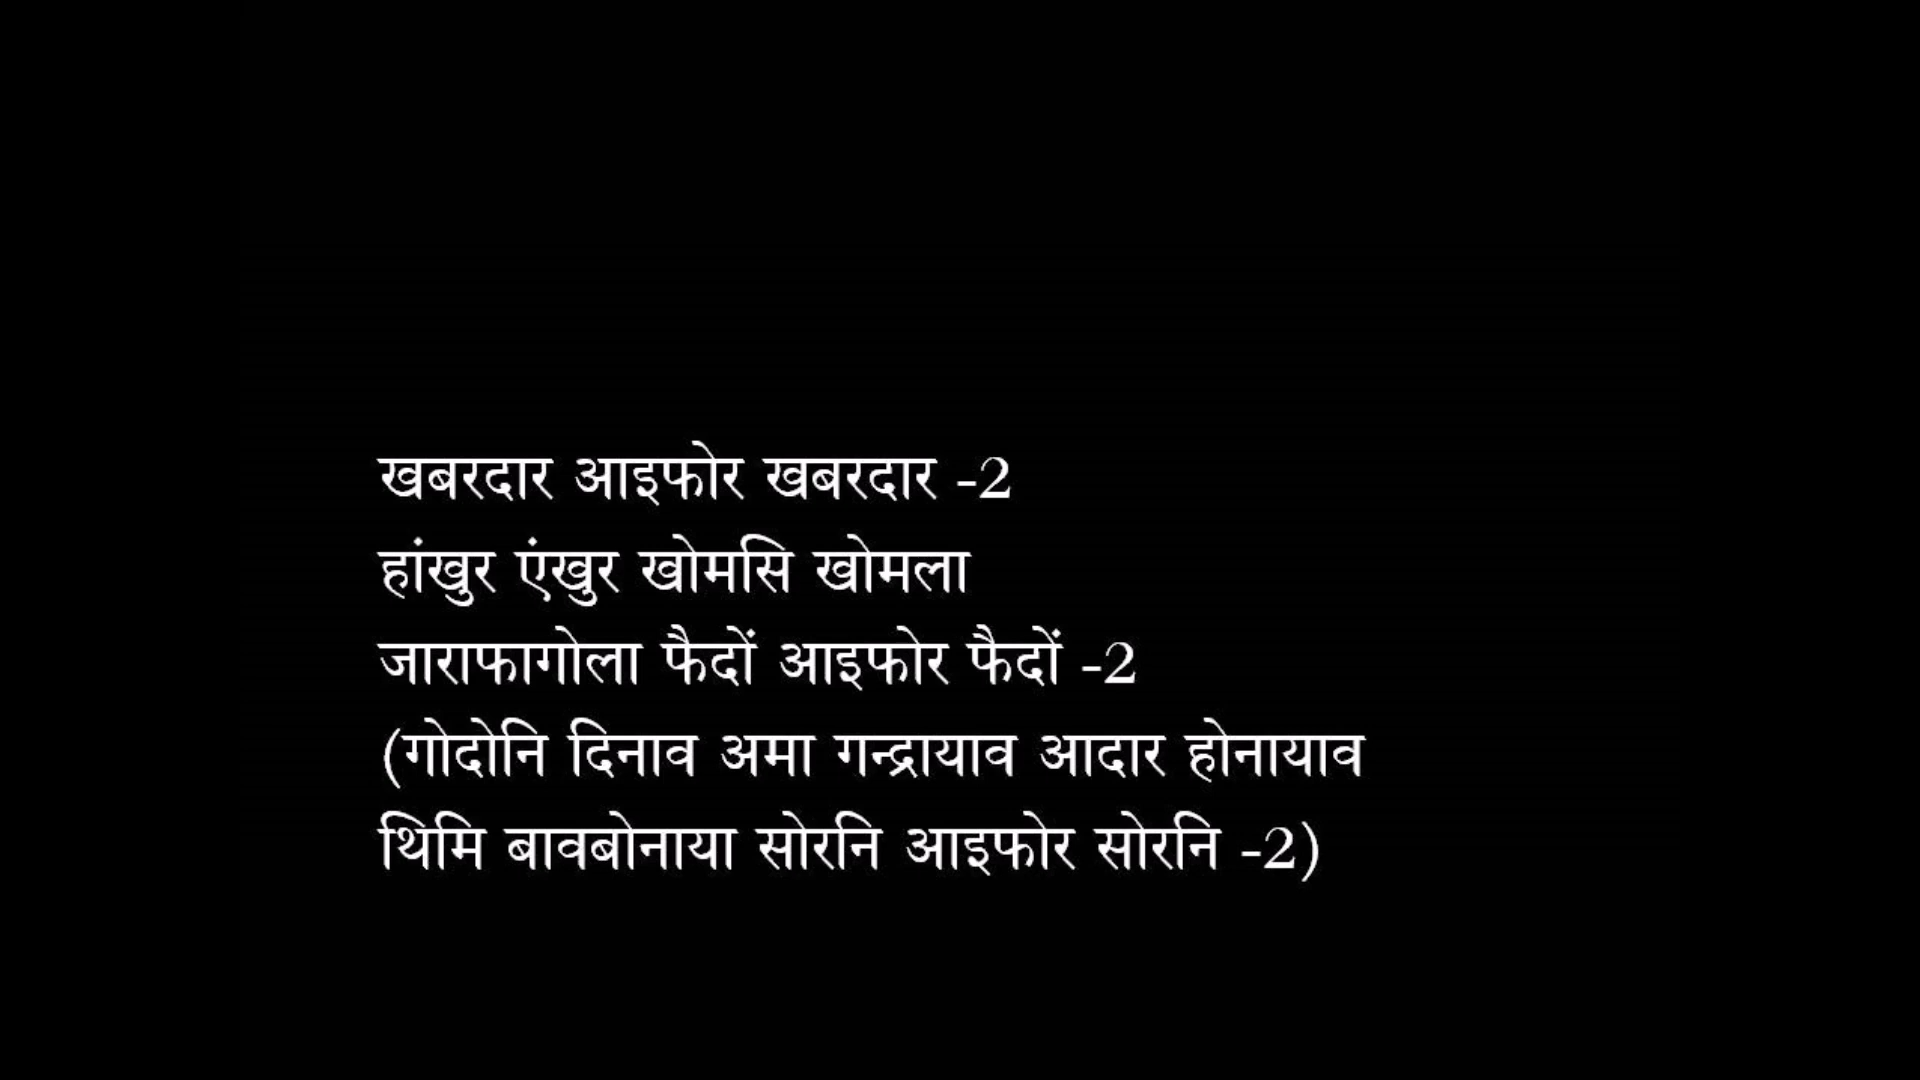 खबरदार आइफोर खबरदार -2
हांखुर एंखुर खोमसि खोमला
जाराफागोला फैदों आइफोर फैदों -2
(गोदोनि दिनाव अमा गन्द्रायाव आदार होनायाव
थिमि बावबोनाया सोरनि आइफोर सोरनि -2)